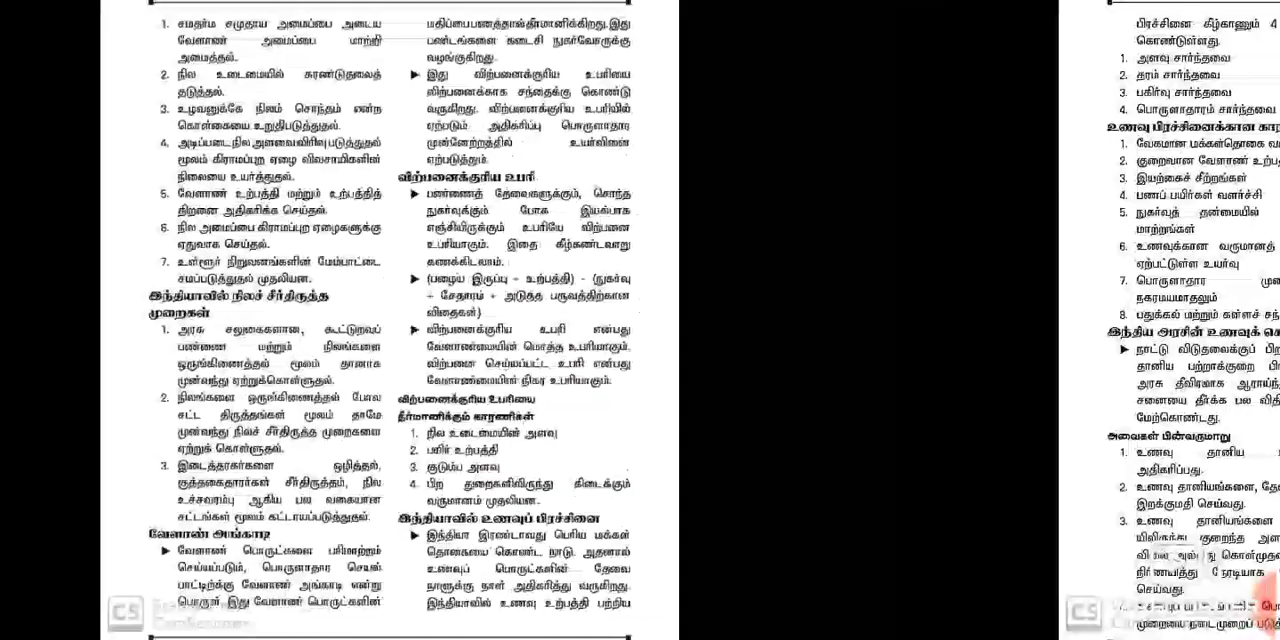 1. சமதர்ம சமுதாய அமைப்பை அடைய
வேளாண் அமைப்பை மாற்றி
அமைத்தல்.
2. நில உடைமையில் சுரண்டுதலைத்
தடுத்தல்.
3. உழவனுக்கே நிலம் சொந்தம் என்ற
கொள்கையை உறுதிபடுத்துதல்.
4. அடிப்படை நில அளவை விரிவு படுத்துதல்
மூலம் கிராமப்புற ஏழை விவசாயிகளின்
நிலையை உயர்த்துதல்.
5. வேளாண் உற்பத்தி மற்றும் உற்பத்தித்
திறனை அதிகரிக்க செய்தல்.
6. நில அமைப்பை கிராமப்புற ஏழைகளுக்கு
ஏதுவாக செய்தல்.
7. உள்ளூர் நிறுவனங்களின் மேம்பாட்டை
சமப்படுத்துதல் முதலியன.
இந்தியாவில் நிலச் சீர்திருத்த
முறைகள்
1. அரசு சலுகைகளான, கூட்டுறவுப்
பண்ணை மற்றும் நிலங்களை
ஒருங்கிணைத்தல் மூலம் தானாக
முன்வந்து ஏற்றுக்கொள்ளுதல்.
2. நிலங்களை ஒருங்கிணைத்தல் போல
சட்ட திருத்தங்கள் மூலம் தாமே
முன்வந்து நிலச் சீர்திருத்த முறைகளை
ஏற்றுக் கொள்ளுதல்.
3. இடைத்தரகர்களை ஒழித்தல்,
குத்தகைதாரர்கள் சீர்திருத்தம், நில
உச்சவரம்பு ஆகிய பல வகையான
சட்டங்கள் மூலம் கட்டாயப்படுத்துதல்.
வேளாண் அங்காடி
➤ வேளாண் பொருட்களை பரிமாற்றம்
செய்யப்படும், பொருளாதார செயல்
பாட்டிற்க்கு வேளாண் அங்காடி என்று
பொருள். இது வேளாண் பொருட்களின்
மதிப்பை பணத்தால் தீர்மானிக்கிறது. இது
பண்டங்களை கடைசி நுகர்வோருக்கு
வழங்குகிறது.
➤ இது விற்பனைக்குரிய உபரியை
விற்பனைக்காக சந்தைக்கு கொண்டு
வருகிறது. விற்பனைக்குரிய உபரியில்
ஏற்படும் அதிகரிப்பு பொருளாதார
முன்னேற்றத்தில் உயர்வினை
ஏற்படுத்தும்.
விற்பனைக்குரிய உபரி
➤ பண்ணைத் தேவைகளுக்கும், சொந்த
நுகர்வுக்கும் போக இயல்பாக
எஞ்சியிருக்கும் உபரியே விற்பனை
உபரியாகும். இதை கீழ்கண்டவாறு
கணக்கிடலாம்.
➤ (பழைய இருப்பு + உற்பத்தி) - (நுகர்வு
+ சேதாரம் + அடுத்த பருவத்திற்கான
விதைகள்)
➤ விற்பனைக்குரிய உபரி என்பது
வேளாண்மையின் மொத்த உபரியாகும்.
விற்பனை செய்யப்பட்ட உபரி என்பது
வேளாண்மையின் நிகர உபரியாகும்.
விற்பனைக்குரிய உபரியை
தீர்மானிக்கும் காரணிகள்
1. நில உடைமையின் அளவு
2. பயிர் உற்பத்தி
3. குடும்ப அளவு
4. பிற துறைகளிலிருந்து கிடைக்கும்
வருமானம் முதலியன.
இந்தியாவில் உணவுப் பிரச்சினை
➤ இந்தியா இரண்டாவது பெரிய மக்கள்
தொகையை கொண்ட நாடு. அதனால்
உணவுப் பொருட்களின் தேவை
நாளுக்கு நாள் அதிகரித்து வருகிறது.
இந்தியாவில் உணவு உற்பத்தி பற்றிய
CS
பிரச்சினை கீழ்காணும் 4
கொண்டுள்ளது.
1. அளவு சார்ந்தவை
2. தரம் சார்ந்தவை
3. பகிர்வு சார்ந்தவை
4. பொருளாதாரம் சார்ந்தவை
உணவு பிரச்சினைக்கான
1. வேகமான மக்கள்தொகை
2. குறைவான வேளாண்
3. இயற்கைச் சீற்றங்கள்
4. பணப் பயிர்கள் வளர்ச்சி
5. நுகர்வுத் தன்மையில்
மாற்றங்கள்
6. உணவுக்கான வருமானத்
ஏற்பட்டுள்ள உயர்வு
7. பொருளாதார
நகரமயமாதலும்
8. பதுக்கல் மற்றும் கள்ளச்
இந்திய அரசின் உணவுக்
➤ நாட்டு விடுதலைக்குப்
தானிய பற்றாக்குறை
அரசு தீவிரமாக
சனையை தீர்க்க பல
மேற்கொண்டது.
அவைகள் பின்வருமாறு
1. உணவு தானிய
அதிகரிப்பது.
2. உணவு தானியங்களை,
இறக்குமதி செய்வது.
3. உணவு தானியங்களை
குறைந்த
நேரடியாக
செய்வது.
CS